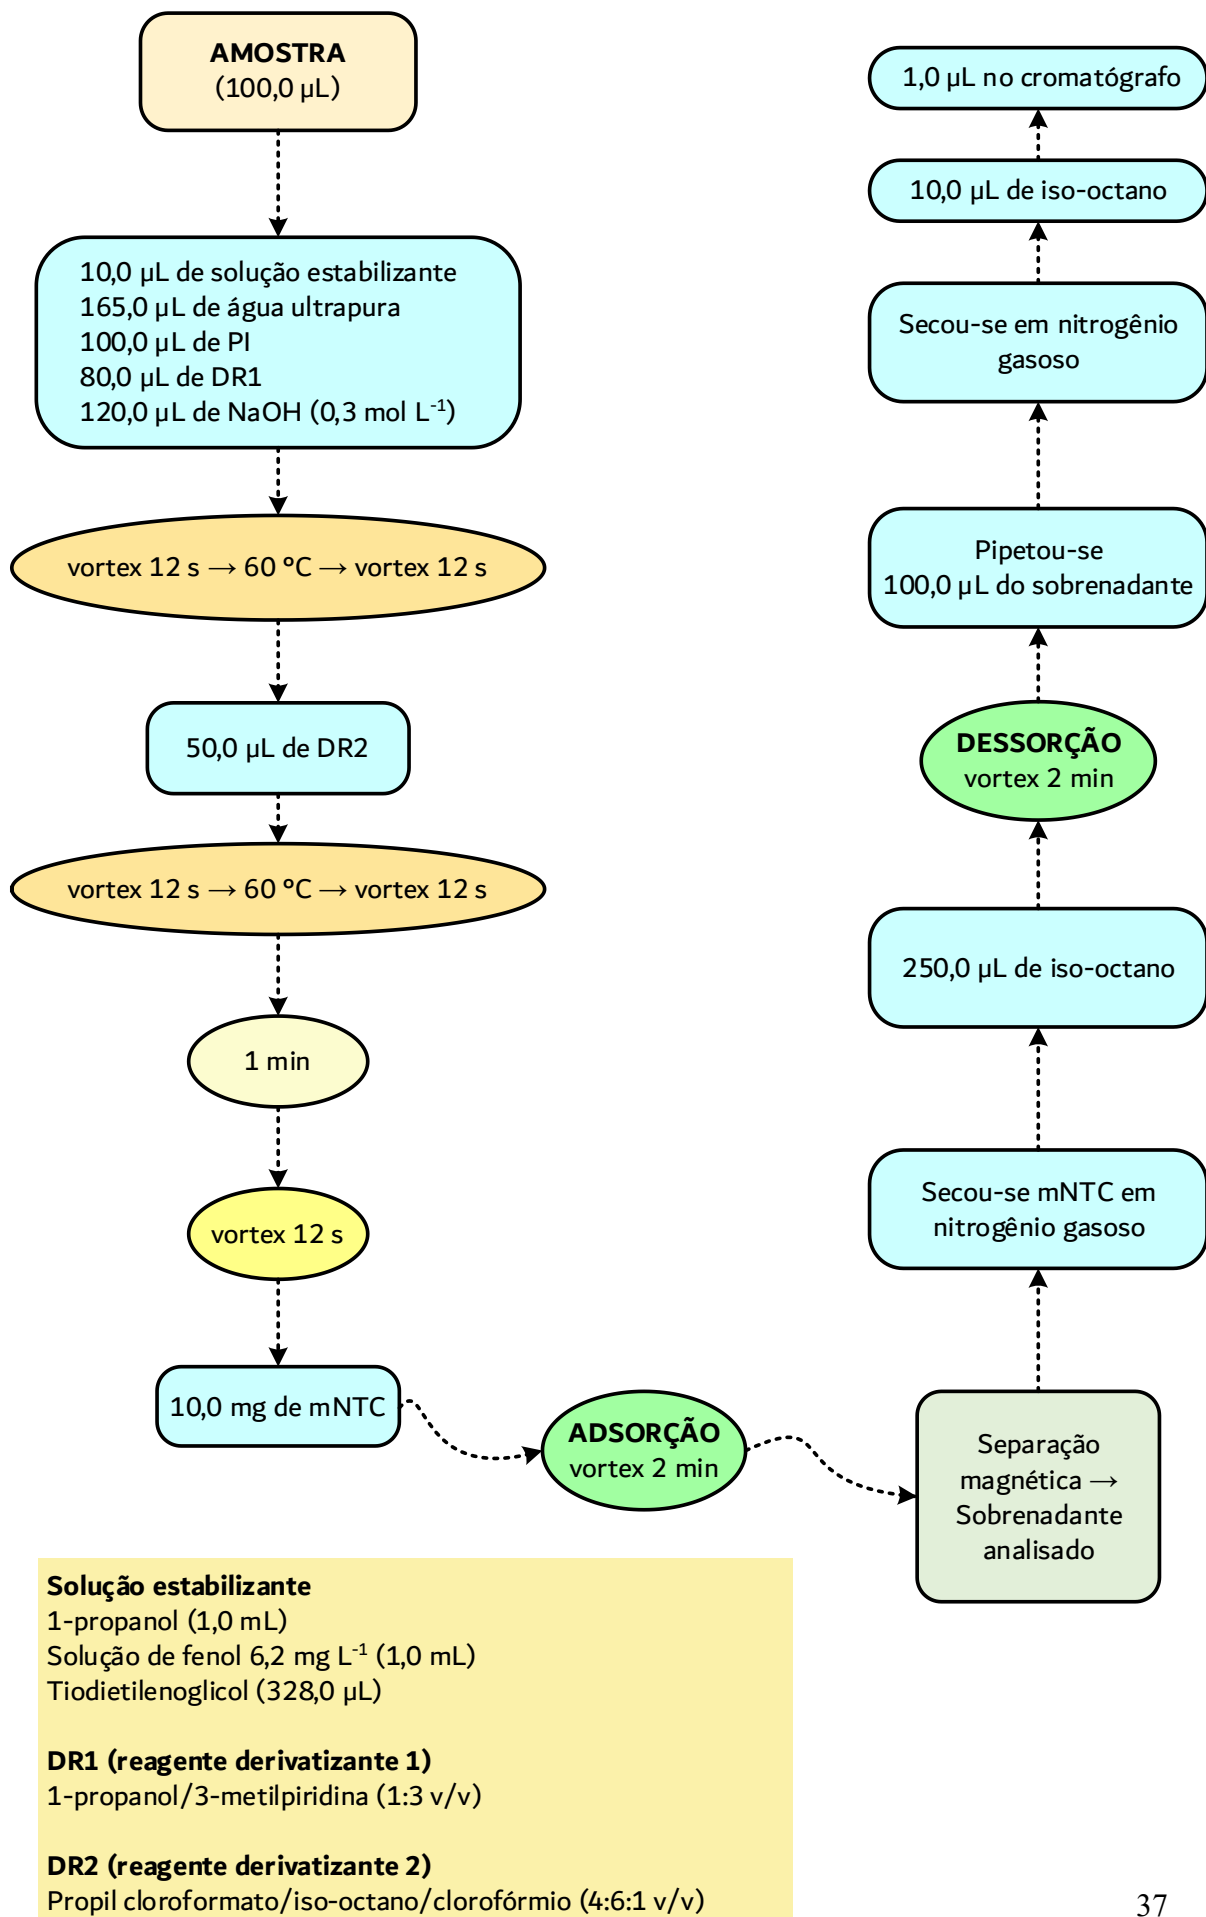 AMOSTRA
(100,0 µL)
10,0 µL de solução estabilizante
165,0 µL de água ultrapura
100,0 µL de PI
80,0 µL de DR1
120,0 µL de NaOH (0,3 mol L⁻¹)
vortex 12 s → 60 ºC → vortex 12 s
50,0 µL de DR2
vortex 12 s → 60 ºC → vortex 12 s
1 min
vortex 12 s
10,0 mg de mNTC
ADSORÇÃO
vortex 2 min
Separação
magnética →
Sobrenadante
analisado
Secou-se mNTC em
nitrogênio gasoso
250,0 µL de iso-octano
DESSORÇÃO
vortex 2 min
Pipetou-se
100,0 µL do sobrenadante
Secou-se em nitrogênio
gasoso
10,0 µL de iso-octano
1,0 µL no cromatógrafo
Solução estabilizante
1-propanol (1,0 mL)
Solução de fenol 6,2 mg L⁻¹ (1,0 mL)
Tiodietilenoglicol (328,0 µL)
DR1 (reagente derivatizante 1)
1-propanol/3-metilpiridina (1:3 v/v)
DR2 (reagente derivatizante 2)
Propil cloroformato/iso-octano/clorofórmio (4:6:1 v/v)
37